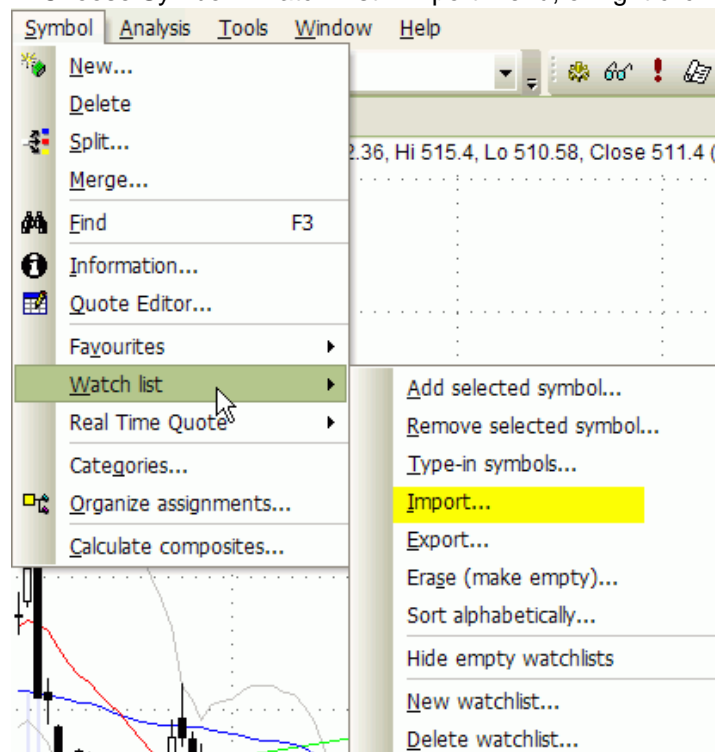 Symbol Analysis Tools Window Help
New...
Delete
Split...
2.36, Hi 515.4, Lo 510.58, Close 511.4 (
Merge...
Find F3
Information...
Quote Editor...
Favourites
Watch list
Real Time Quote
Categories...
Organize assignments...
Calculate composites...
Add selected symbol...
Remove selected symbol...
Type-in symbols...
Import...
Export...
Erase (make empty)...
Sort alphabetically...
Hide empty watchlists
New watchlist...
Delete watchlist...